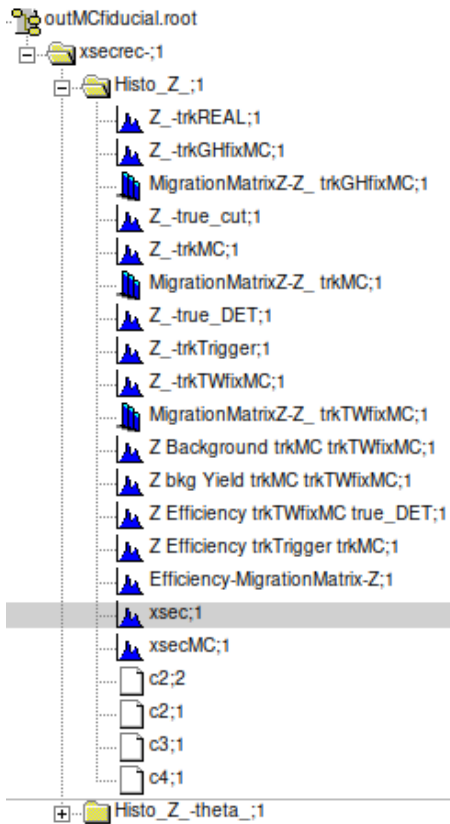 outMCfiducial.root
xsecrec-;1
Histo_Z_;1
Z_-trkREAL;1
Z_-trkGHfixMC;1
MigrationMatrixZ-Z_ trkGHfixMC;1
Z_-true_cut;1
Z_-trkMC;1
MigrationMatrixZ-Z_ trkMC;1
Z_-true_DET;1
Z_-trkTrigger;1
Z_-trkTWfixMC;1
MigrationMatrixZ-Z_ trkTWfixMC;1
Z Background trkMC trkTWfixMC;1
Z bkg Yield trkMC trkTWfixMC;1
Z Efficiency trkTWfixMC true_DET;1
Z Efficiency trkTrigger trkMC;1
Efficiency-MigrationMatrix-Z;1
xsec;1
xsecMC;1
c2;2
c2;1
c3;1
c4;1
Histo_Z_-theta_;1